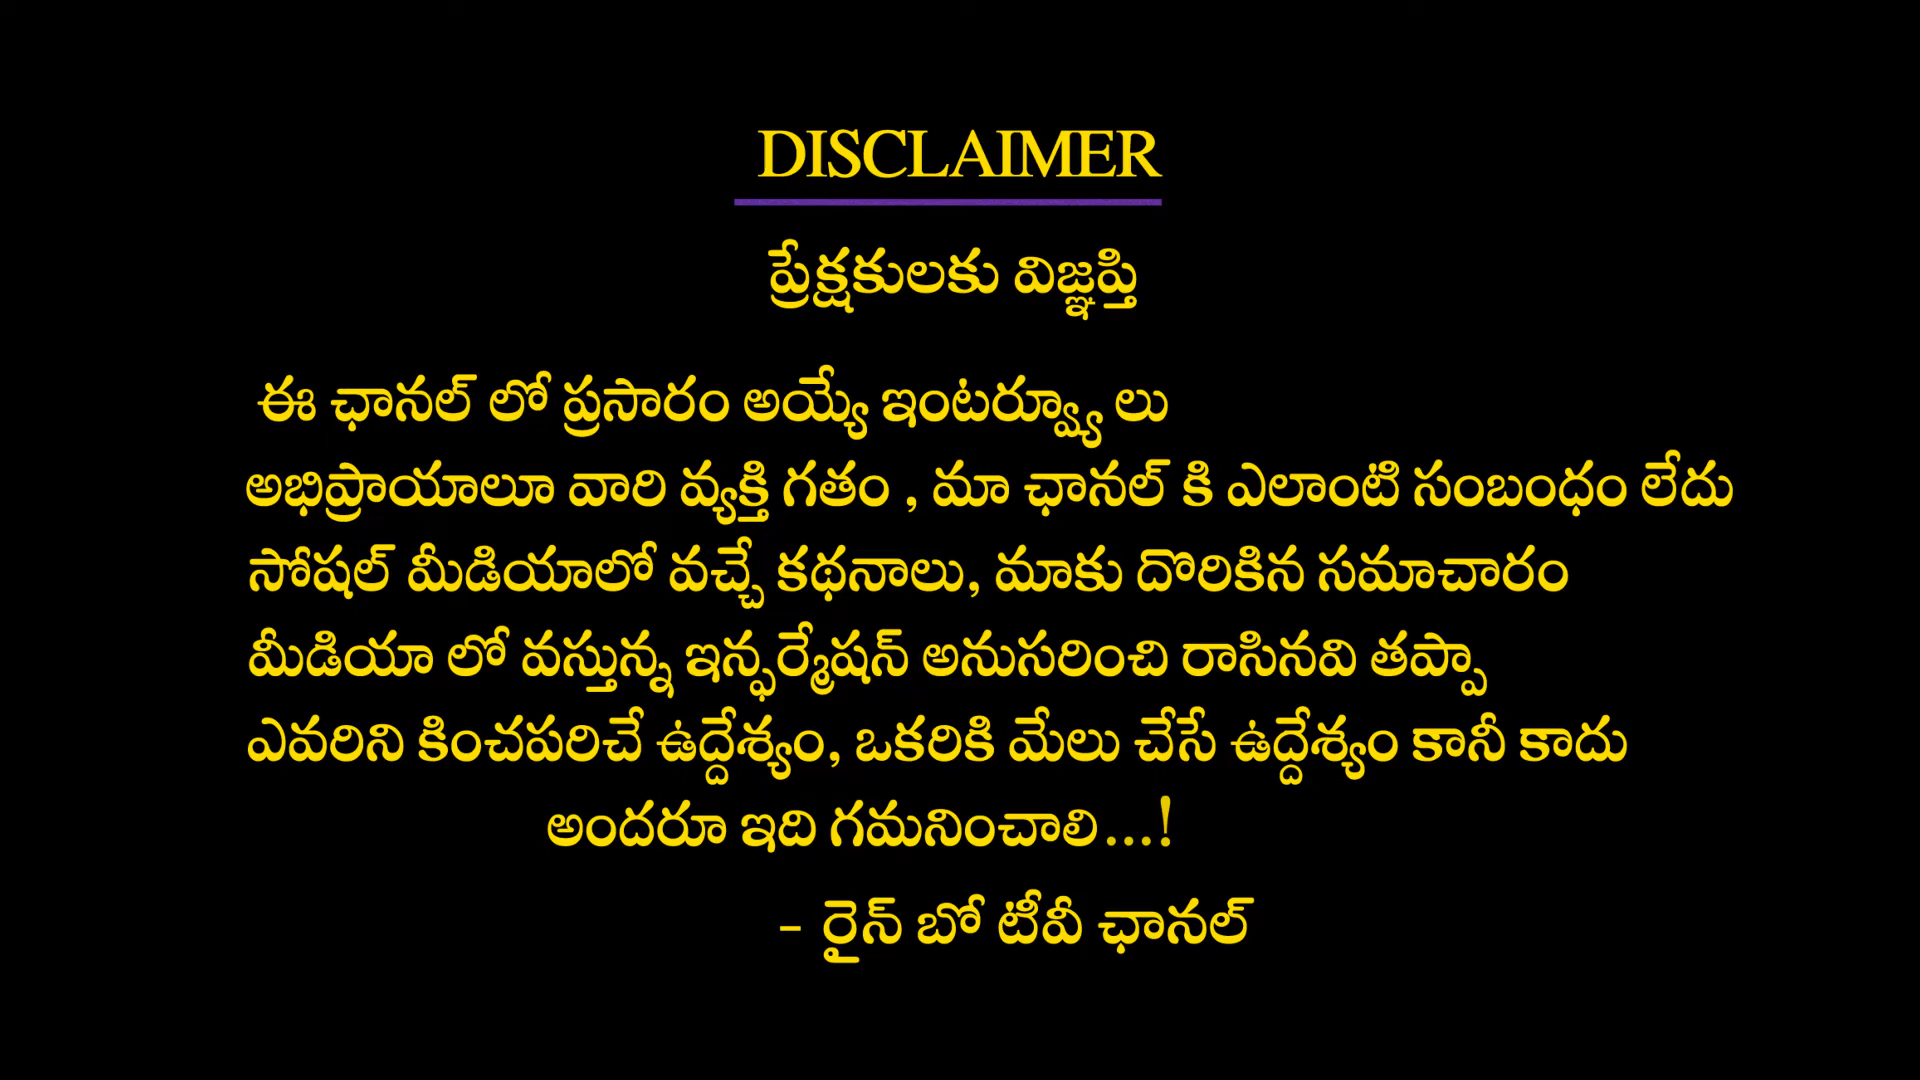 DISCLAIMER
ప్రేక్షకులకు విజ్ఞప్తి
ఈ ఛానల్ లో ప్రసారం అయ్యే ఇంటర్వ్యూ లు
అభిప్రాయాలూ వారి వ్యక్తి గతం , మా ఛానల్ కి ఎలాంటి సంబంధం లేదు
సోషల్ మీడియాలో వచ్చే కథనాలు, మాకు దొరికిన సమాచారం
మీడియా లో వస్తున్న ఇన్ఫర్మేషన్ అనుసరించి రాసినవి తప్పా
ఎవరిని కించపరిచే ఉద్దేశ్యం, ఒకరికి మేలు చేసే ఉద్దేశ్యం కానీ కాదు
అందరూ ఇది గమనించాలి...!
- రైన్ బో టీవీ ఛానల్